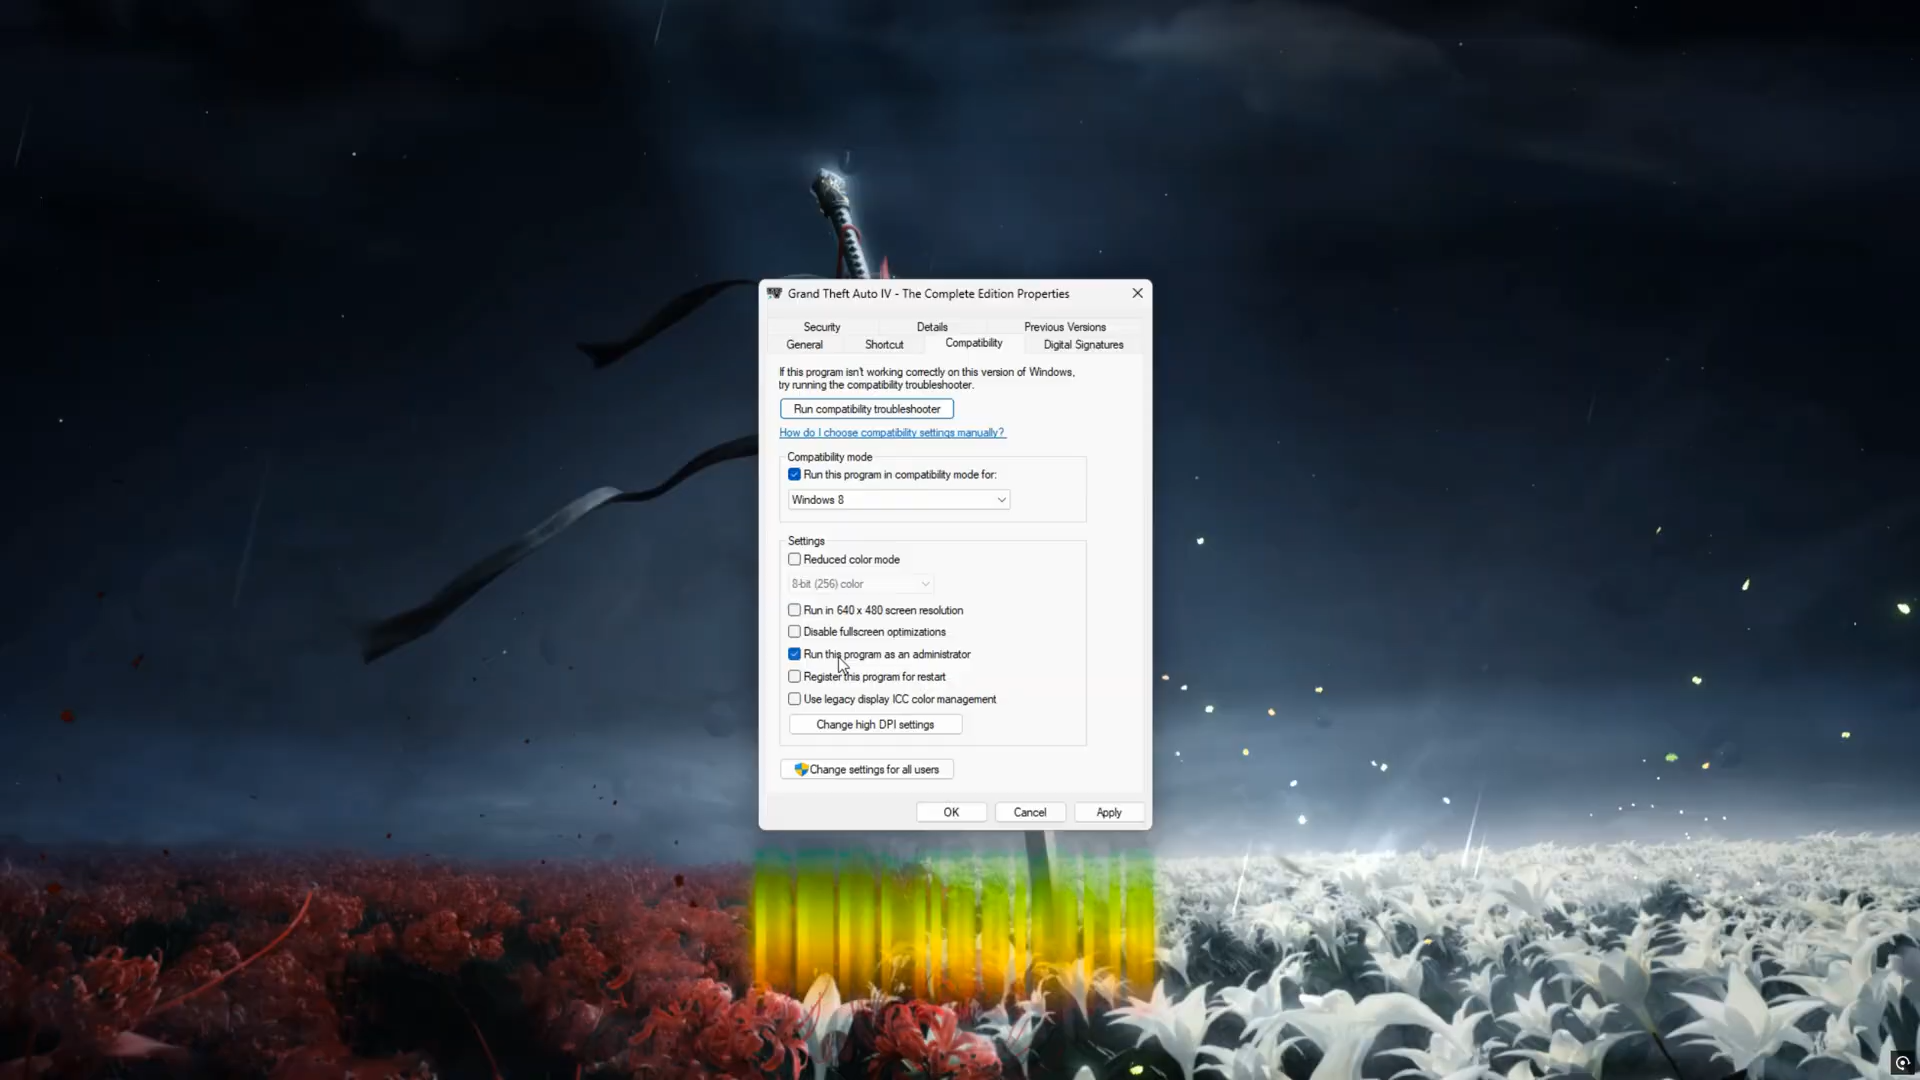 Grand Theft Auto IV - The Complete Edition Properties
Security Details Previous Versions
General Shortcut Compatibility Digital Signatures
If this program isn't working correctly on this version of Windows,
try running the compatibility troubleshooter.
Run compatibility troubleshooter
How do I choose compatibility settings manually?
Compatibility mode
Run this program in compatibility mode for:
Windows 8
Settings
Reduced color mode
8-bit (256) color
Run in 640 x 480 screen resolution
Disable fullscreen optimizations
Run this program as an administrator
Register this program for restart
Use legacy display ICC color management
Change high DPI settings
Change settings for all users
OK Cancel Apply